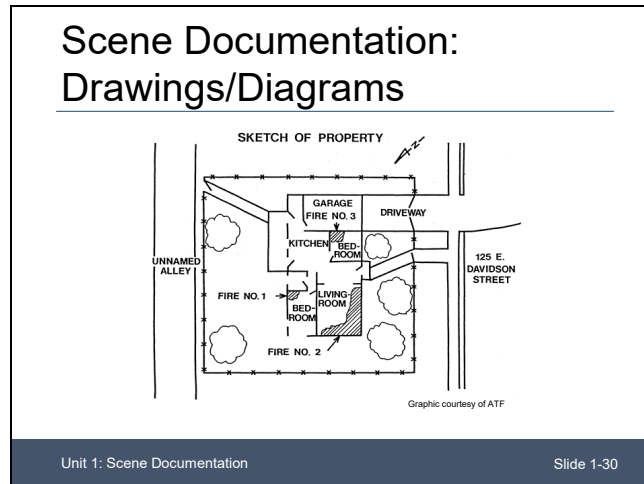 Scene Documentation:
Drawings/Diagrams
SKETCH OF PROPERTY
N
GARAGE
FIRE NO. 3
DRIVEWAY
KITCHEN
BED-
ROOM
UNNAMED
ALLEY
125 E.
DAVIDSON
STREET
FIRE NO. 1
LIVING-
ROOM
BED-
ROOM
FIRE NO. 2
Graphic courtesy of ATF
Unit 1: Scene Documentation
Slide 1-30